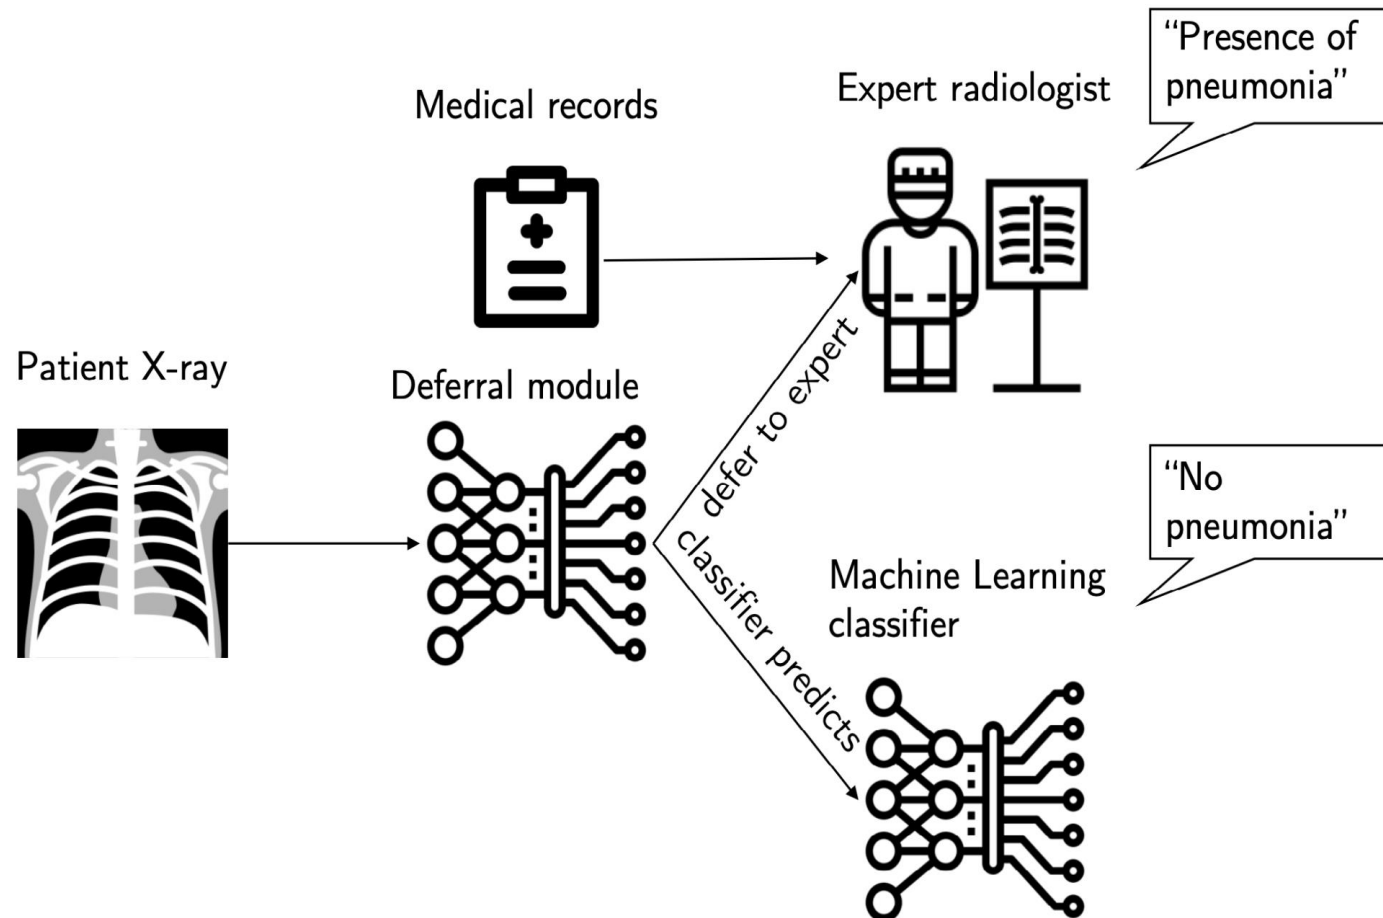 “Presence of
pneumonia”
Expert radiologist
Medical records
Patient X-ray
Deferral module
defer to expert
classifier predicts
“No
pneumonia”
Machine Learning
classifier